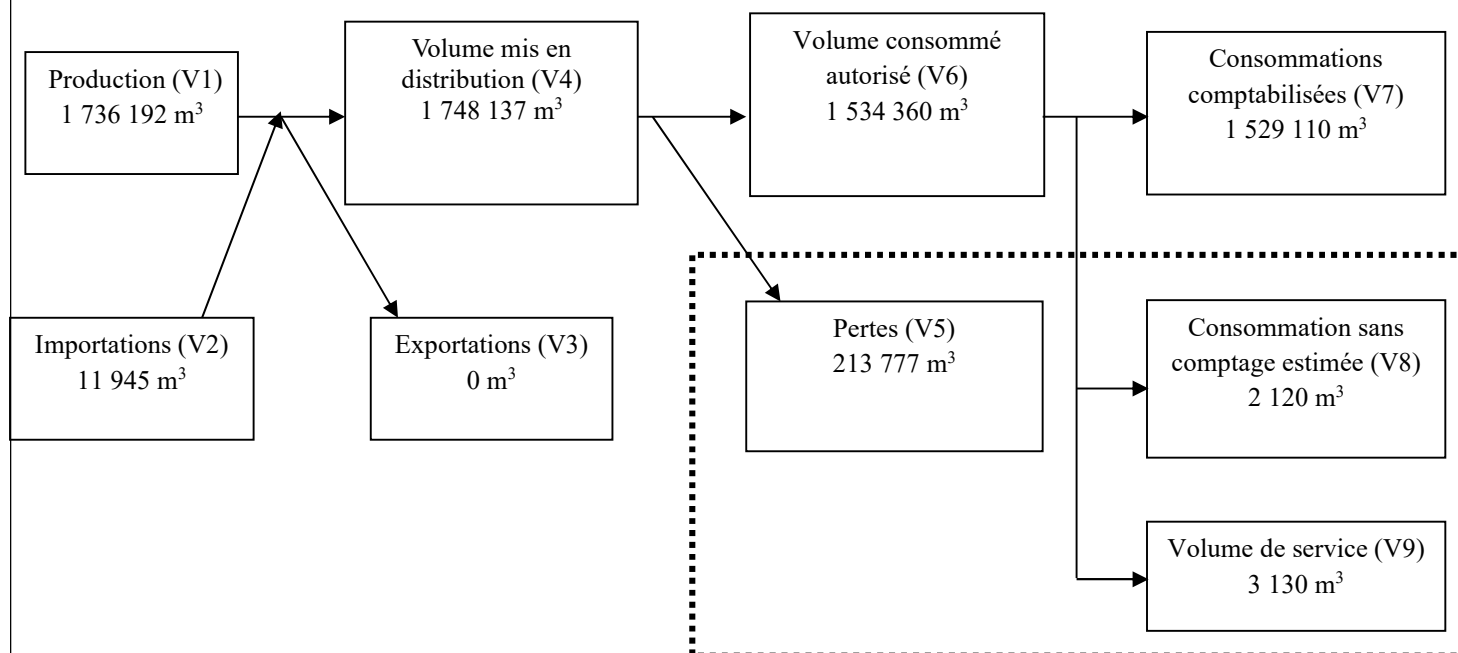 Production (V1)
1 736 192 m³
Volume mis en
distribution (V4)
1 748 137 m³
Volume consommé
autorisé (V6)
1 534 360 m³
Consommations
comptabilisées (V7)
1 529 110 m³
Importations (V2)
11 945 m³
Exportations (V3)
0 m³
Pertes (V5)
213 777 m³
Consommation sans
comptage estimée (V8)
2 120 m³
Volume de service (V9)
3 130 m³